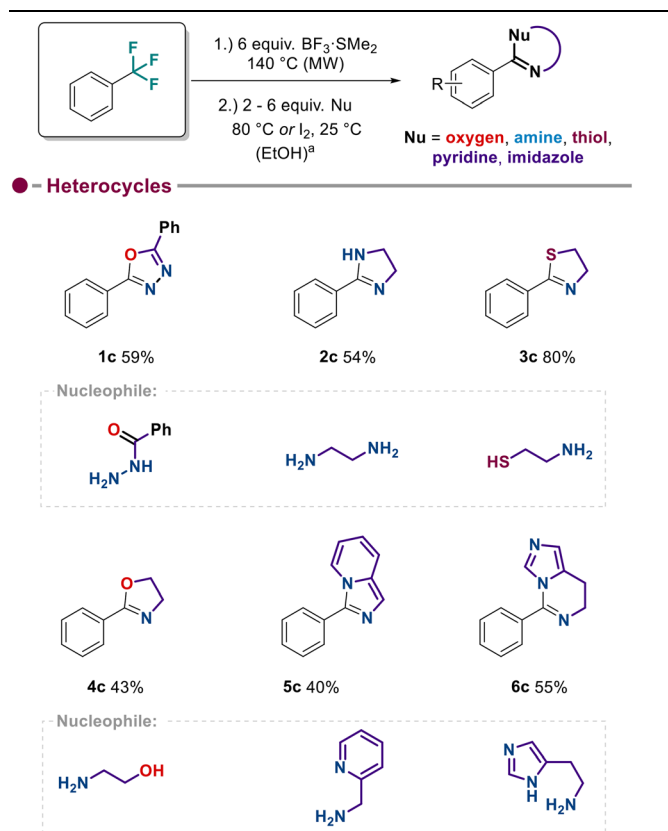 F
F
F
1.) 6 equiv. BF₃·SMe₂
140 °C (MW)
2.) 2 - 6 equiv. Nu
80 °C or I₂, 25 °C
(EtOH)ᵃ
Nu
N
R
Nu = oxygen, amine, thiol,
pyridine, imidazole
Heterocycles
Ph
O
N
N
HN
N
S
N
1c 59%
2c 54%
3c 80%
Nucleophile:
O
Ph
NH
H₂N
H₂N
NH₂
HS
NH₂
O
N
N
N
N
N
N
4c 43%
5c 40%
6c 55%
Nucleophile:
H₂N
OH
N
H₂N
N
N
H
H₂N